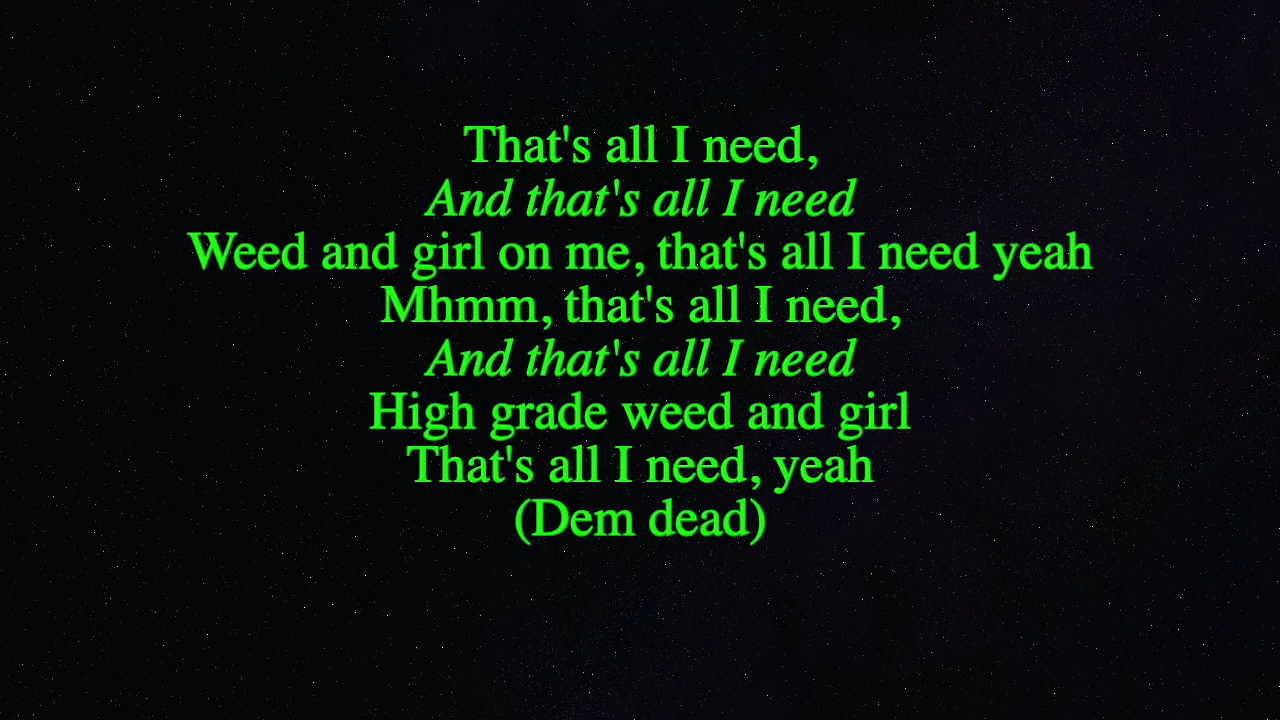 That's all I need,
And that's all I need
Weed and girl on me, that's all I need yeah
Mhmm, that's all I need,
And that's all I need
High grade weed and girl
That's all I need, yeah
(Dem dead)